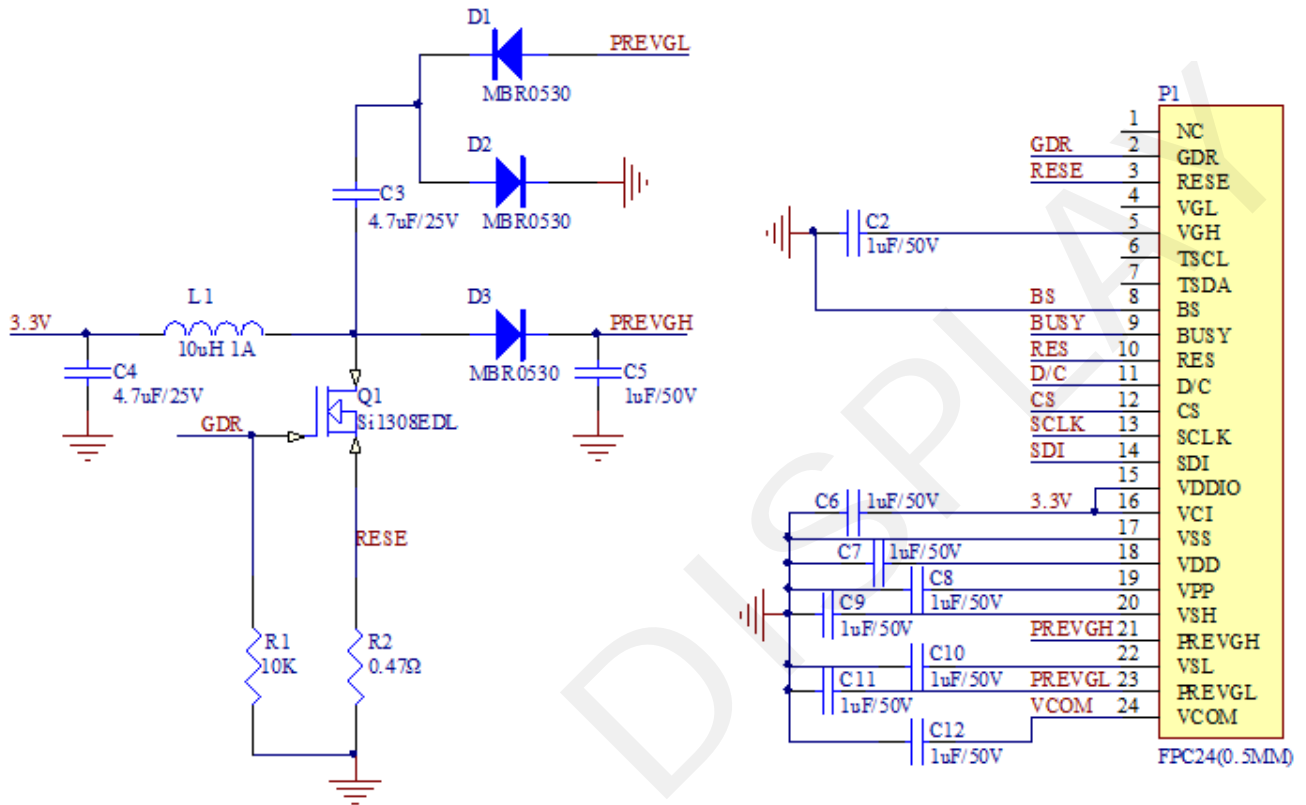 D1
PREVGL
MBR0530
D2
MBR0530
C3
4.7uF/25V
L1
3.3V
10uH 1A
D3
PREVGH
MBR0530
C4
4.7uF/25V
C5
1uF/50V
Q1
Si1308EDL
GDR
RESE
R1
10K
R2
0.47Ω
P1
1 NC
GDR 2 GDR
RESE 3 RESE
4 VGL
5 VGH
C2
1uF/50V
6 TSCL
7 TSDA
BS 8 BS
BUSY 9 BUSY
RES 10 RES
D/C 11 D/C
CS 12 CS
SCLK 13 SCLK
SDI 14 SDI
15 VDDIO
C6 1uF/50V 3.3V 16 VCI
17 VSS
C7 1uF/50V 18 VDD
C8 19 VPP
1uF/50V
C9 20 VSH
1uF/50V
PREVGH 21 PREVGH
C10 22 VSL
1uF/50V
C11 PREVGL 23 PREVGL
1uF/50V
VCOM 24 VCOM
C12
1uF/50V
FPC24(0.5MM)
DISPLAY